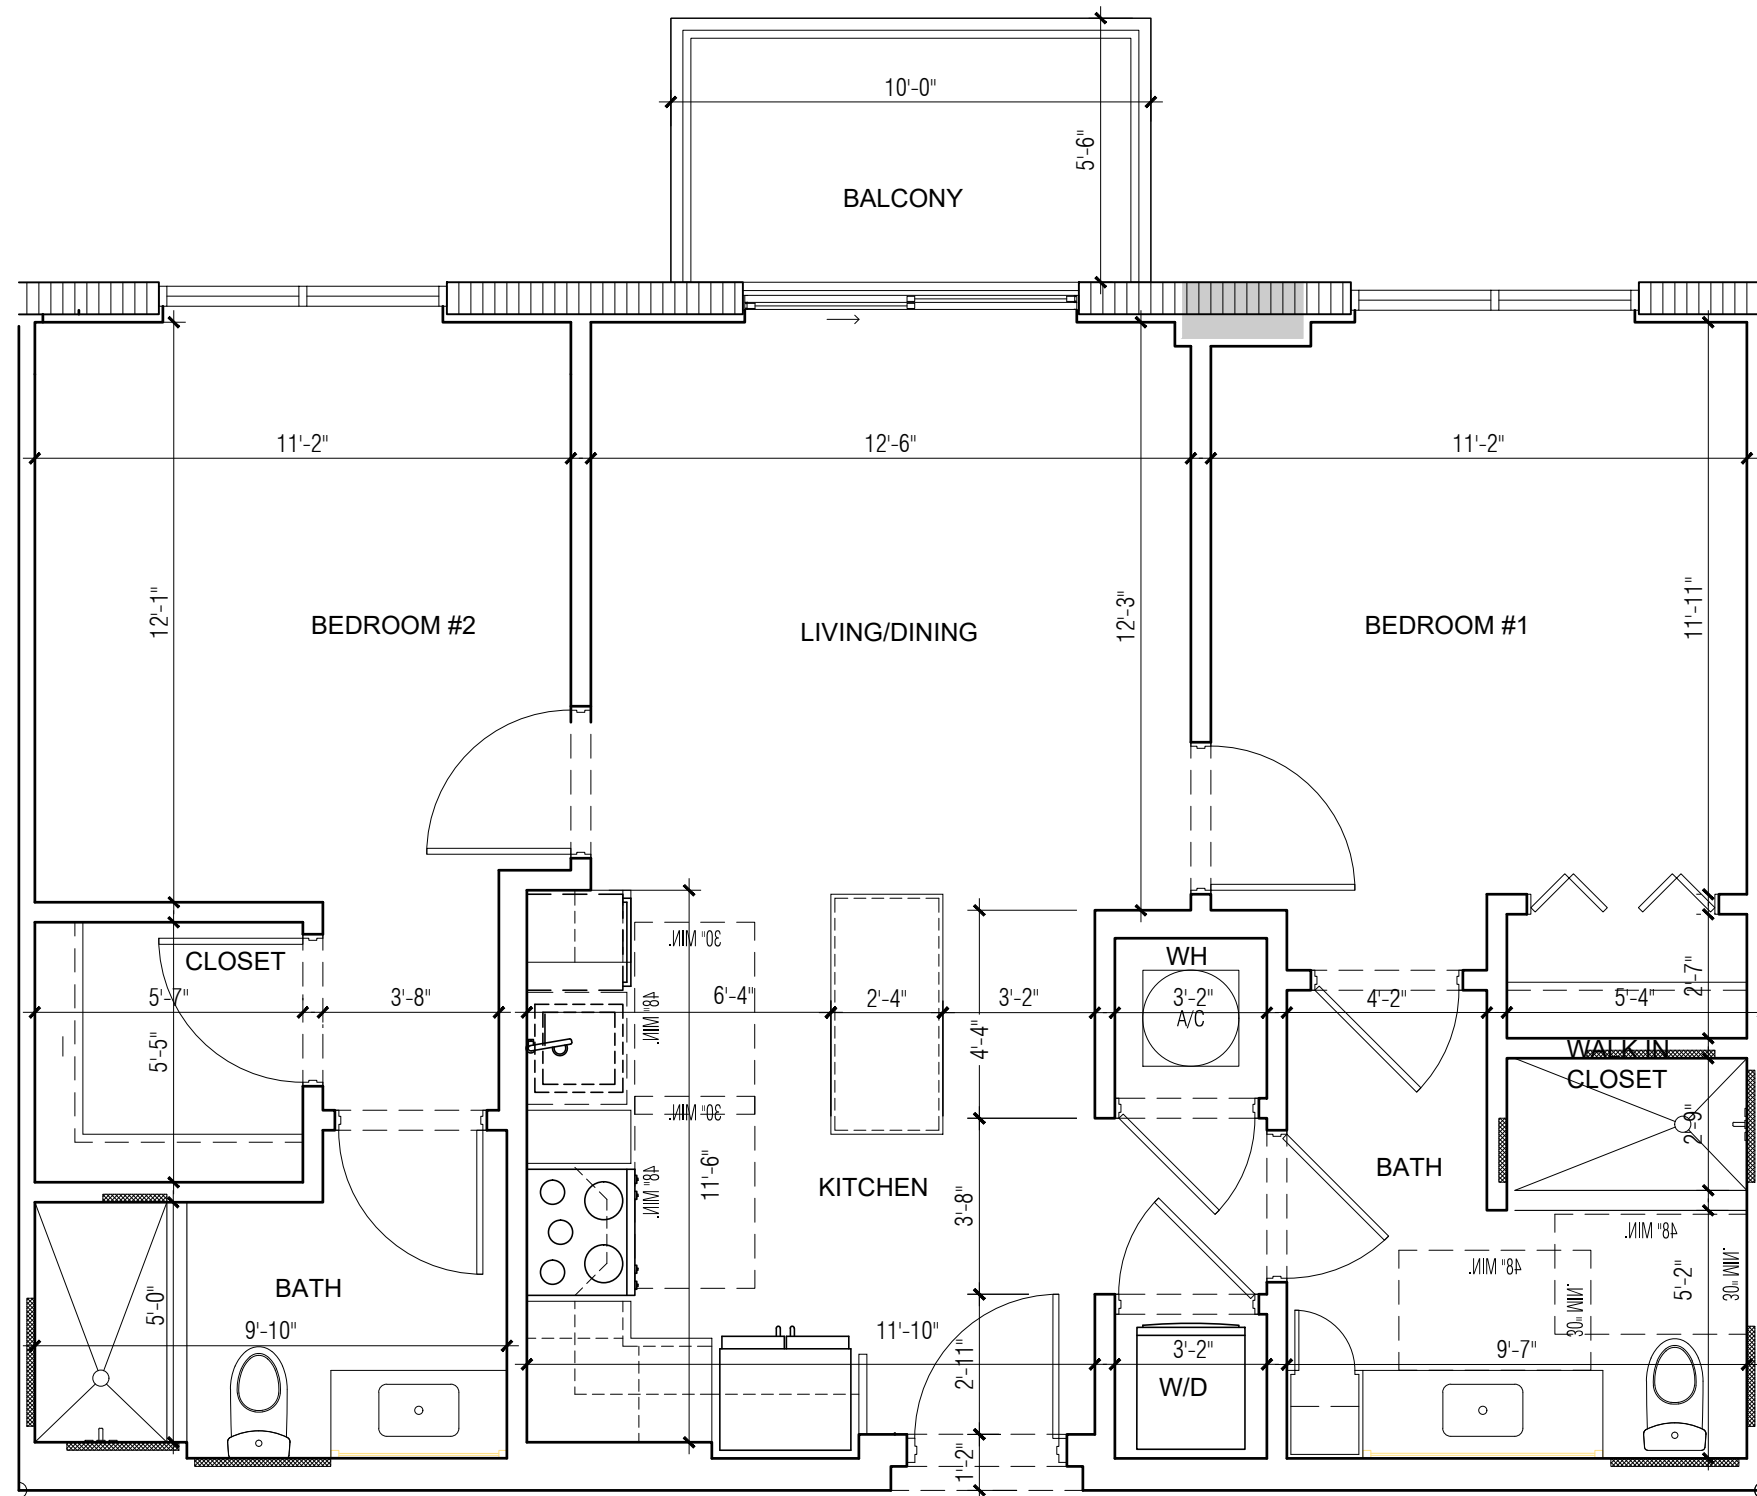 10'-0"
5'-6"
BALCONY
11'-2"
12'-6"
11'-2"
12'-1"
BEDROOM #2
LIVING/DINING
12'-3"
BEDROOM #1
11'-11"
30" MIN.
CLOSET
WH
5'-7"
3'-8"
48" MIN.
6'-4"
2'-4"
3'-2"
3'-2"
A/C
4'-2"
5'-4"
2'-7"
5'-5"
4'-4"
WALK IN
CLOSET
30" MIN.
2'-9"
48" MIN.
11'-6"
KITCHEN
3'-8"
BATH
48" MIN.
48" MIN.
30" MIN.
30" MIN.
5'-2"
BATH
5'-0"
9'-10"
11'-10"
2'-11"
3'-2"
9'-7"
W/D
1'-2"